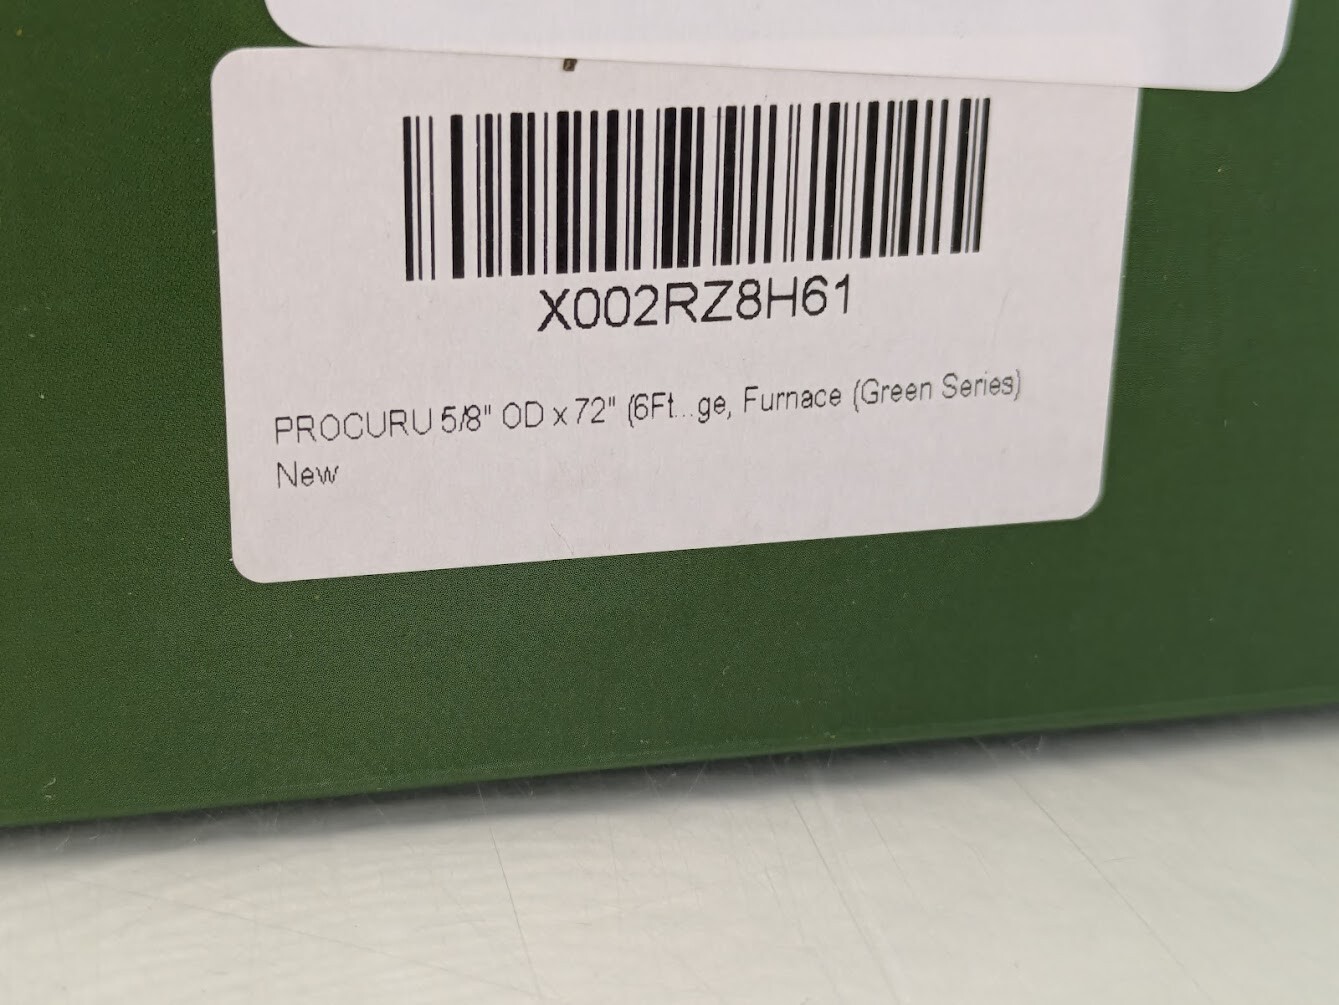 X002RZ8H61
PROCURU 5/8" OD x 72" (6Ft...ge, Furnace (Green Series)
New